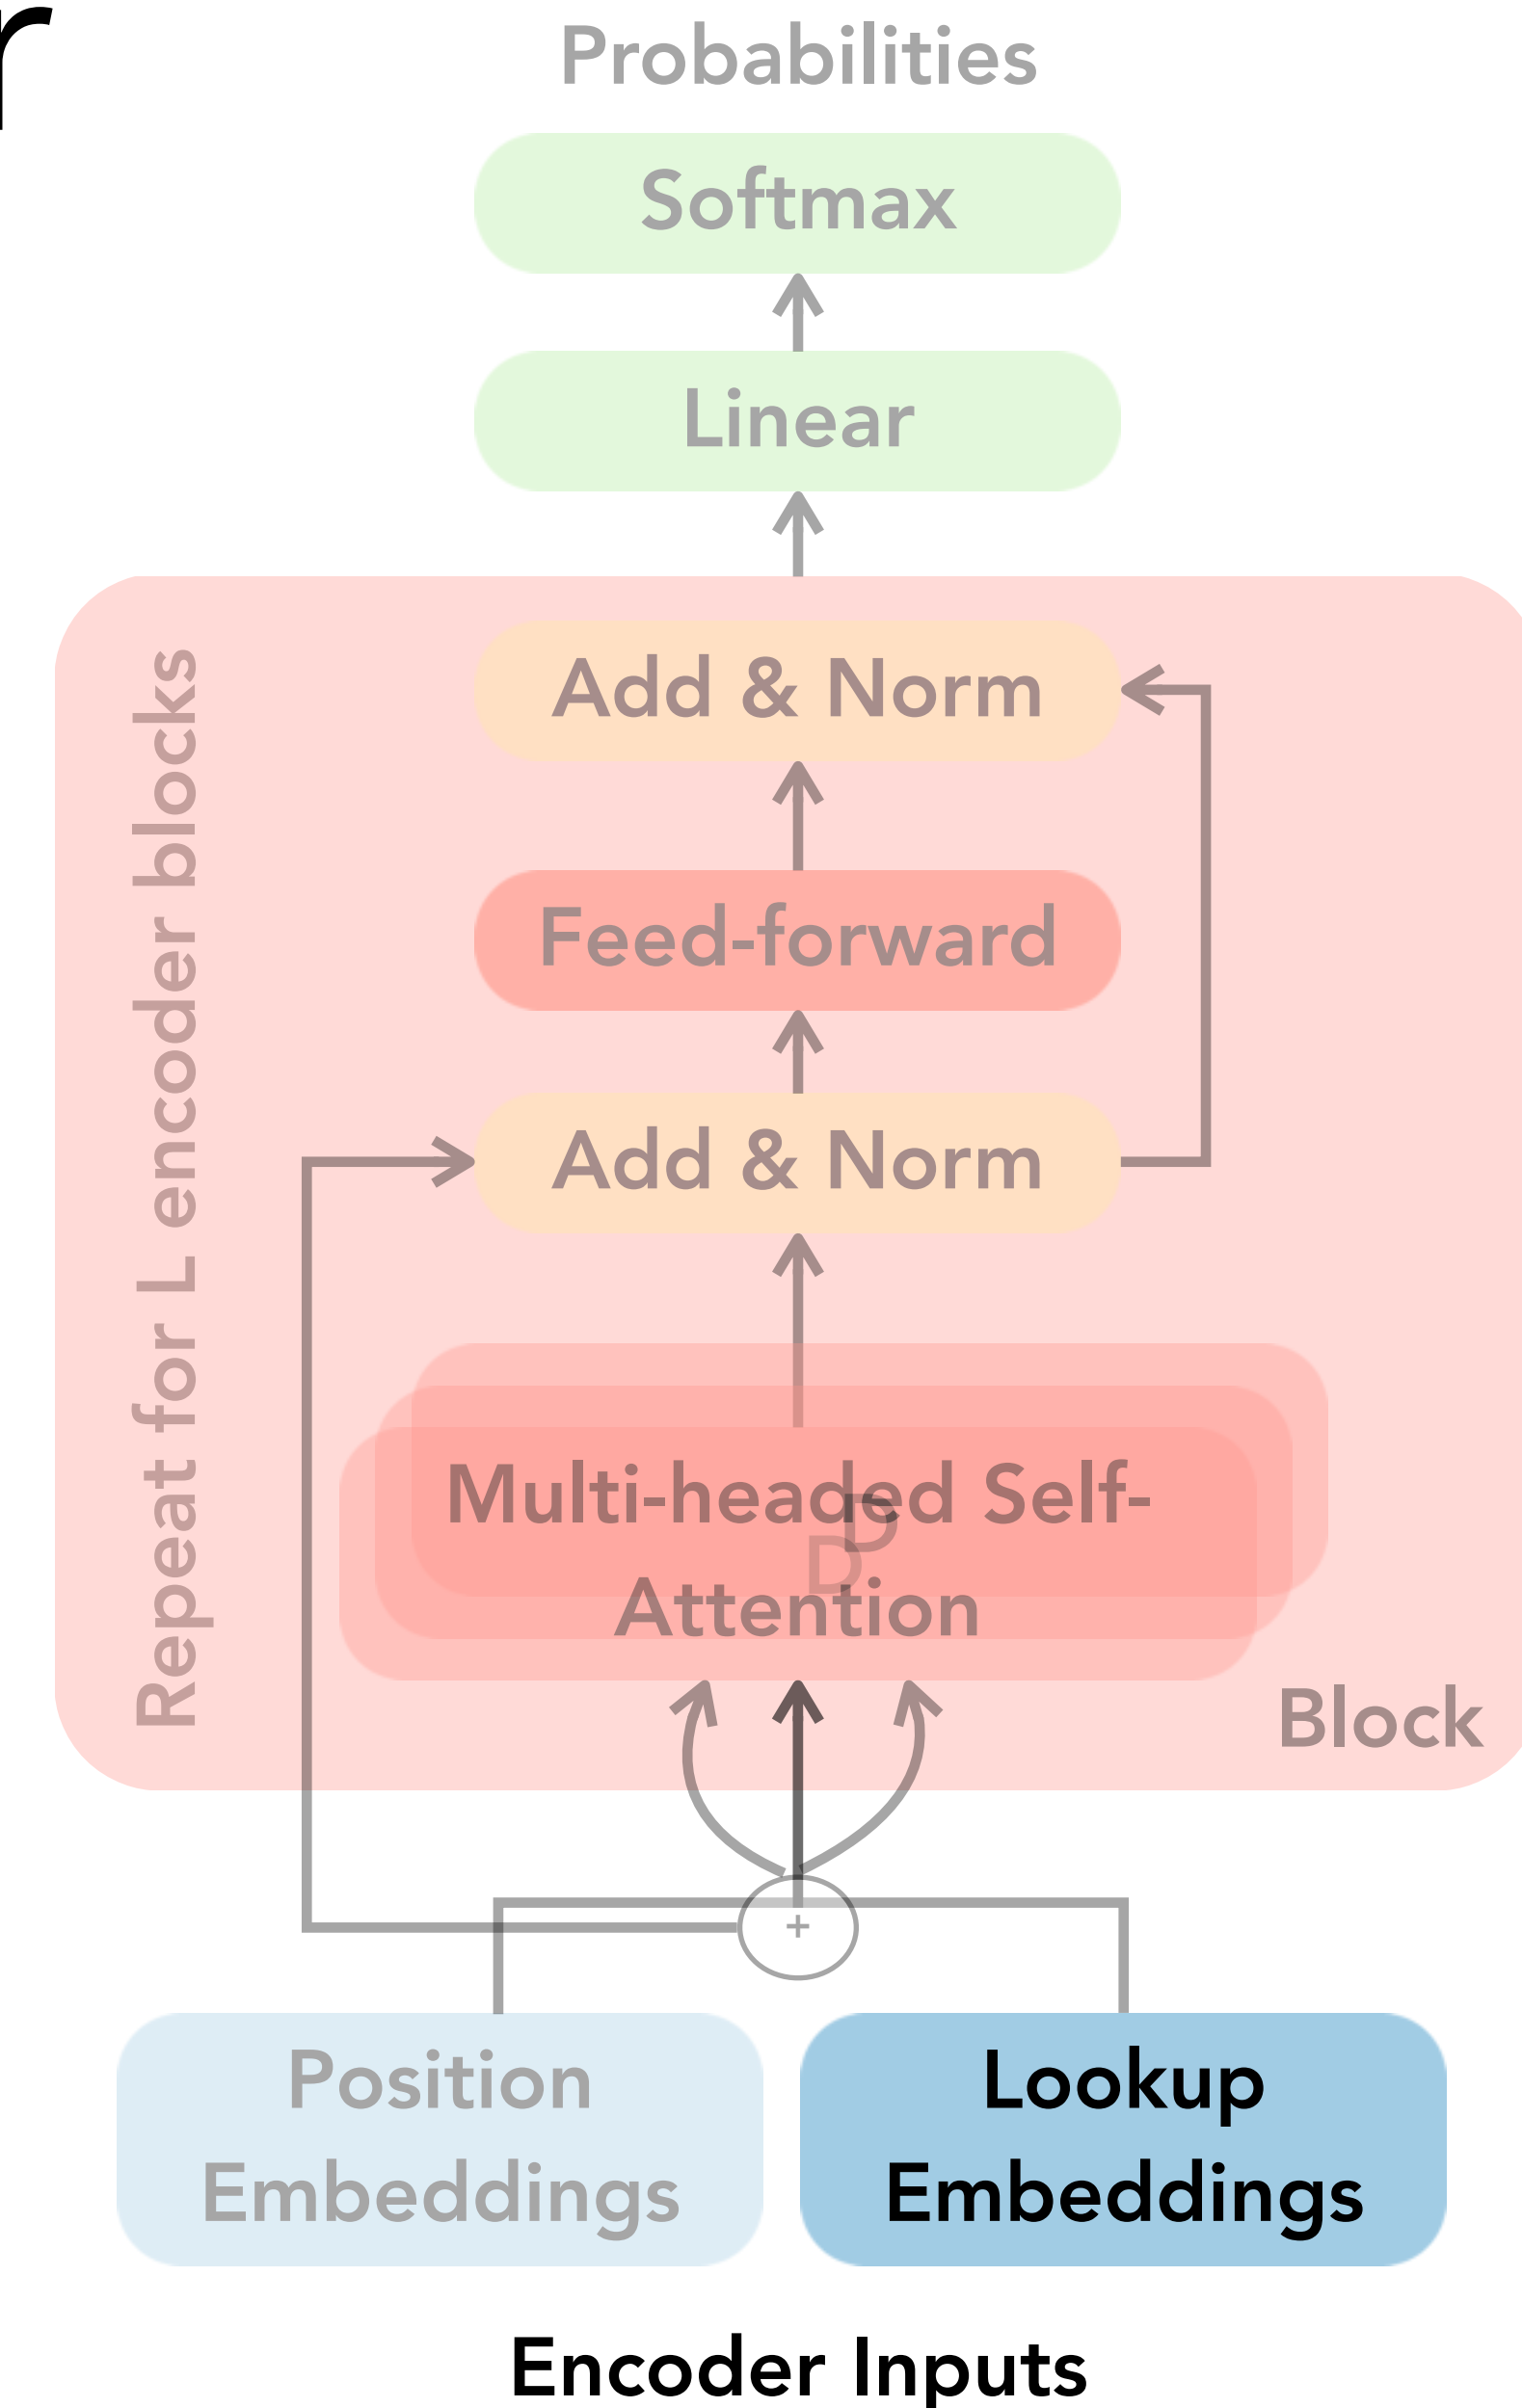 r
Probabilities
Softmax
Linear
Add & Norm
Feed-forward
Add & Norm
Repeat for L encoder blocks
Multi-headed Self-
D
D
Attention
Block
+
Position
Embeddings
Lookup
Embeddings
Encoder Inputs